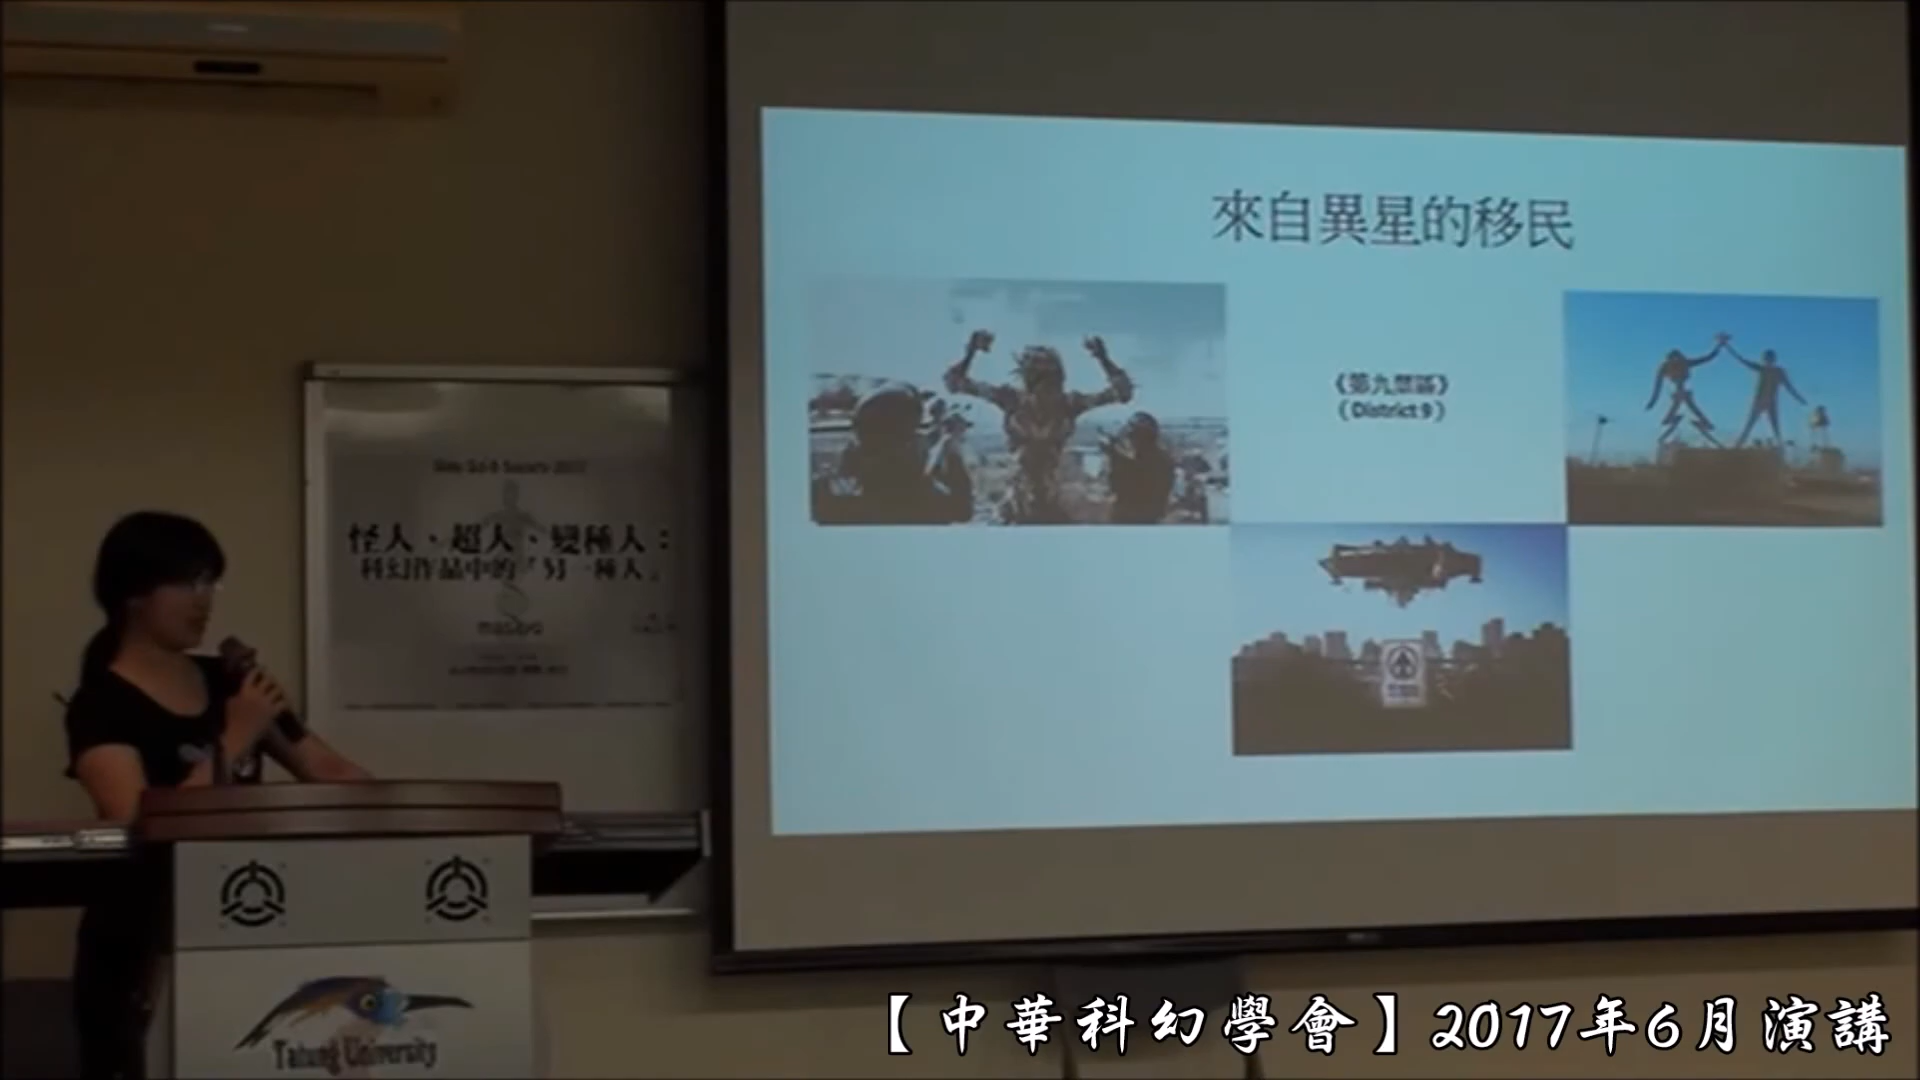 來自異星的移民
《第九禁區》
（District 9）
怪人、超人、變種人：
科幻作品中的「另一種人」
Tatung University
【中華科幻學會】2017年6月演講